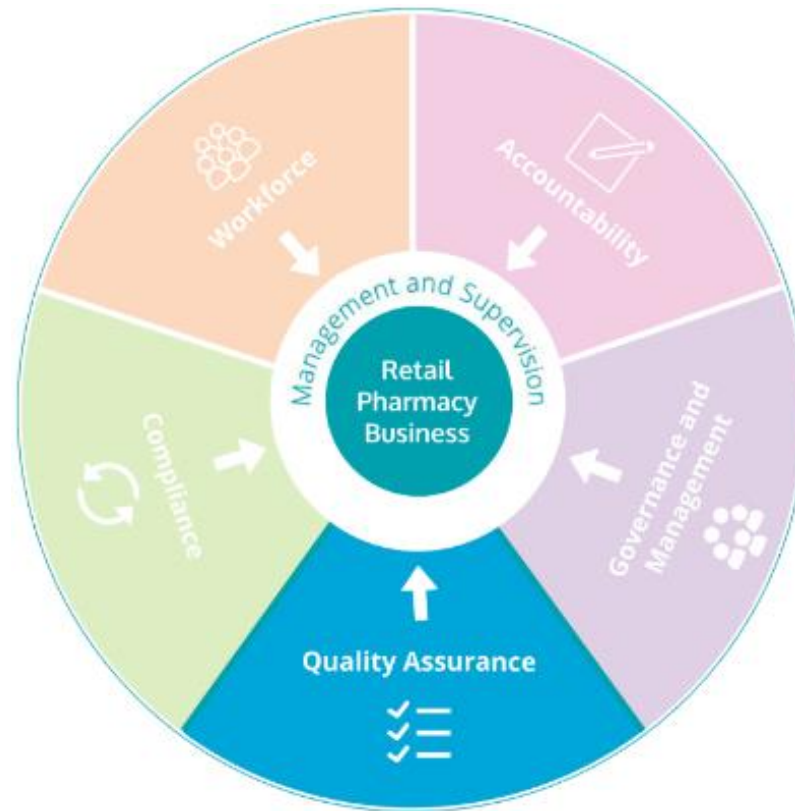 Workforce
Accountability
Management and Supervision
Retail
Pharmacy
Business
Compliance
Governance and
Management
Quality Assurance